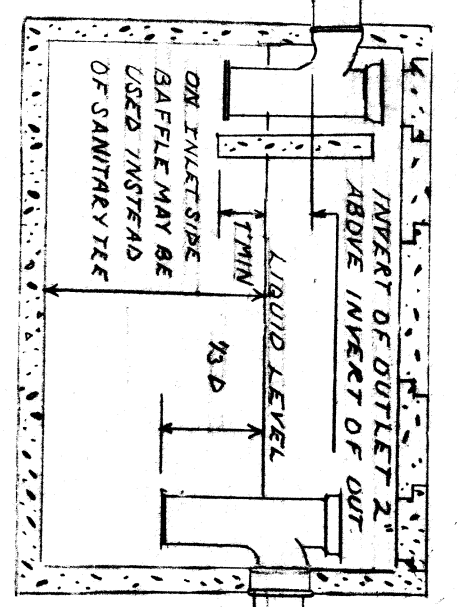 INVERT OF OUTLET 2"
ABOVE INVERT OF OUT
LIQUID LEVEL
1'MIN
1/3 D
ON INLET SIDE
BAFFLE MAY BE
USED INSTEAD
OF SANITARY TEE